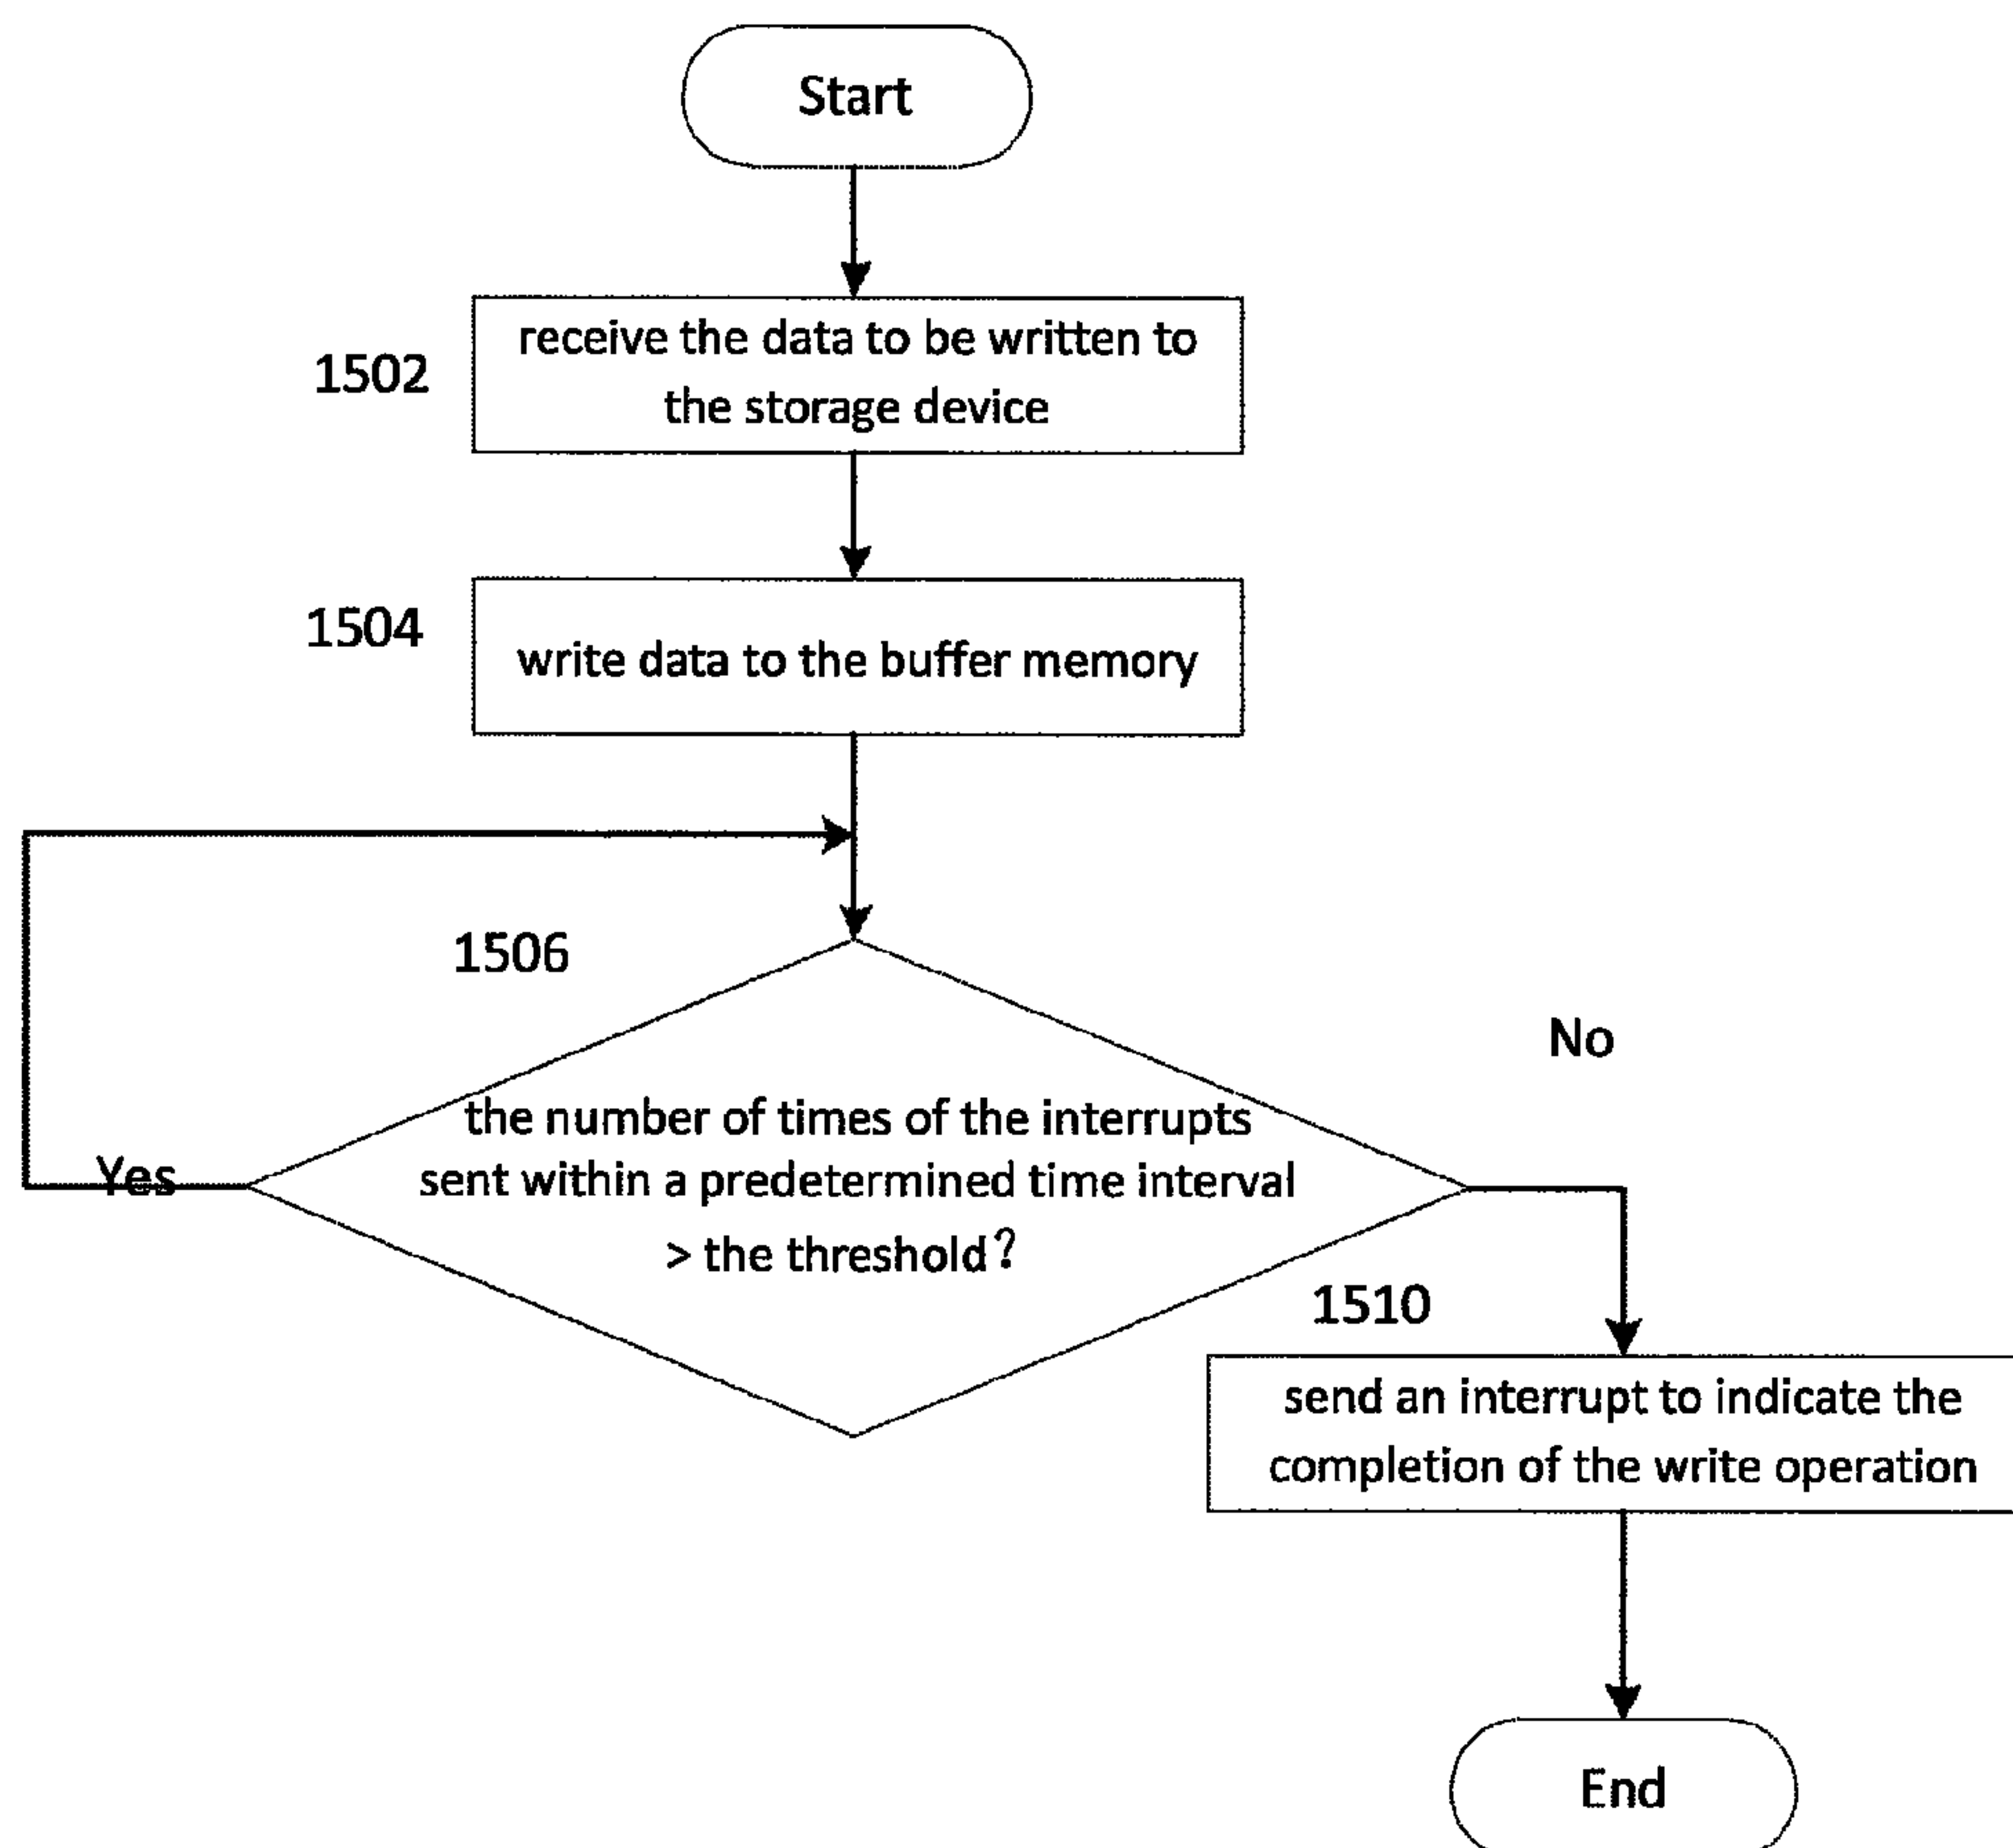 Start
1502
receive the data to be written to
the storage device
1504
write data to the buffer memory
1506
No
the number of times of the interrupts
sent within a predetermined time interval
> the threshold?
Yes
1510
send an interrupt to indicate the
completion of the write operation
End